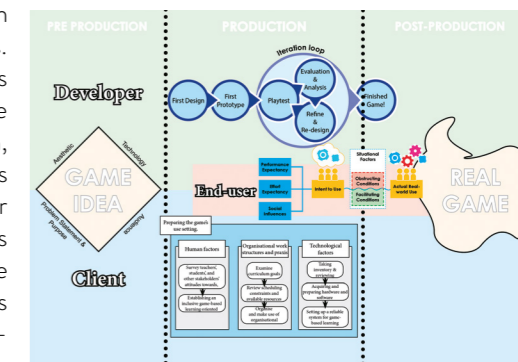 PRE PRODUCTION
PRODUCTION
POST-PRODUCTION
Developer
First Design
First
Prototype
Playtest
Iteration loop
Evaluation
&
Analysis
Refine
&
Re-design
Finished
Game!
Aesthetic
Technology
GAME
IDEA
Problem Statement &
Purpose
Audience
End-user
Performance
Expectancy
Effort
Expectancy
Social
Influences
Intent to Use
Situational
Factors
Obstructing
Conditions
Facilitating
Conditions
Actual Real-
world Use
REAL
GAME
Client
Preparing the game's
use setting.
Human factors
Survey teachers',
students', and
other stakeholders'
attitudes towards,
Establishing an
inclusive game-based
learning oriented
Organisational work
structures and praxis
Examine
curriculum goals
Review scheduling
constraints and
available resources.
Organise
and make use of
organisational
Technological
factors
Taking
inventory &
reviewing
Acquiring and
preparing hardware and
software
Setting up a reliable
system for game-
based learning